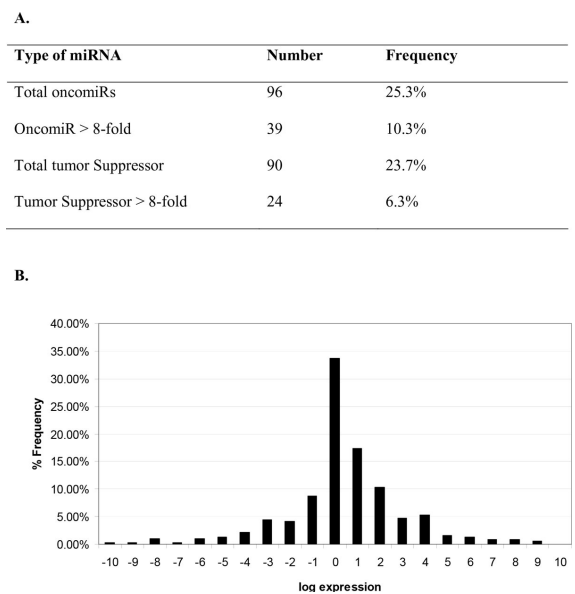 A.
Type of miRNA Number Frequency
Total oncomiRs 96 25.3%
OncomiR > 8-fold 39 10.3%
Total tumor Suppressor 90 23.7%
Tumor Suppressor > 8-fold 24 6.3%
B.
40.00%
35.00%
30.00%
25.00%
20.00%
15.00%
10.00%
5.00%
0.00%
% Frequency
-10 -9 -8 -7 -6 -5 -4 -3 -2 -1 0 1 2 3 4 5 6 7 8 9 10
log expression